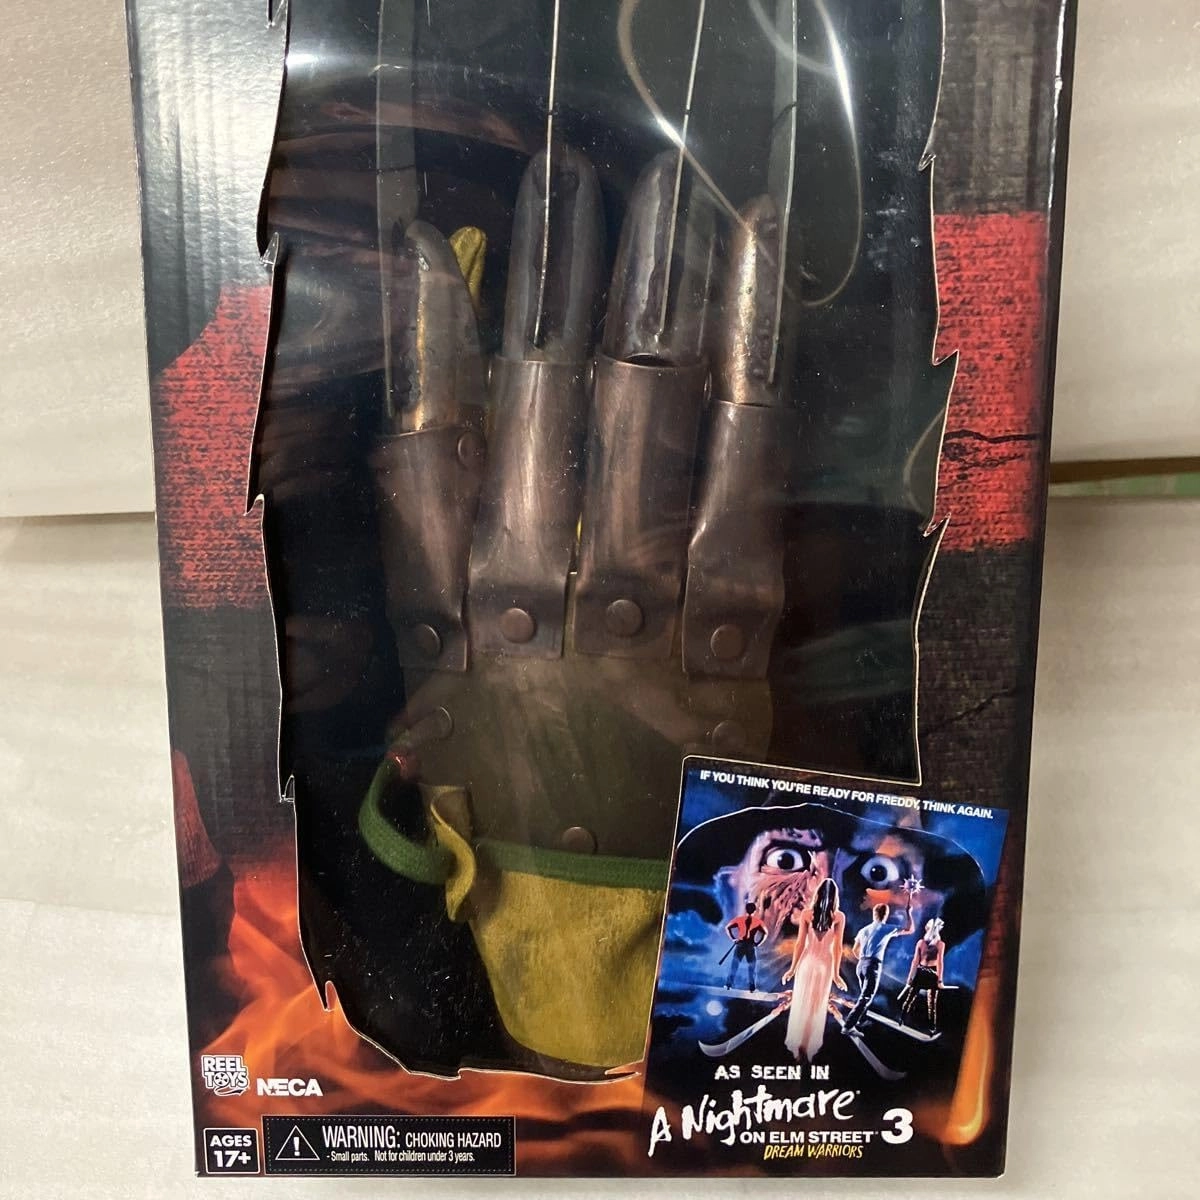 IF YOU THINK YOU'RE READY FOR FREDDY, THINK AGAIN.
AS SEEN IN
A Nightmare
ON ELM STREET 3
DREAM WARRIORS
REEL
TOYS
NECA
AGES
17+
WARNING: CHOKING HAZARD
- Small parts. Not for children under 3 years.